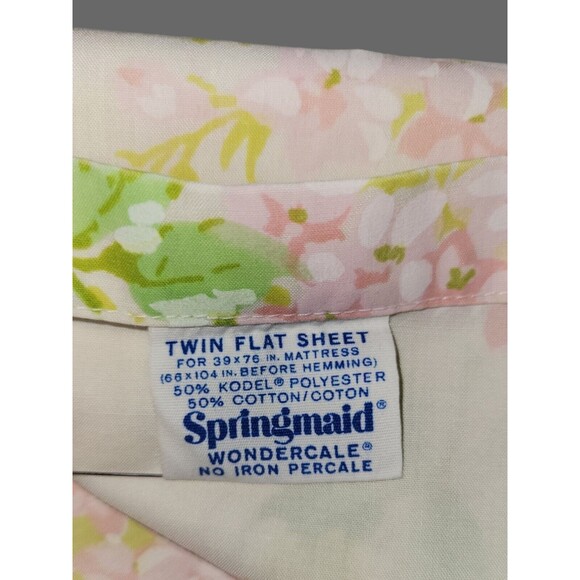 TWIN FLAT SHEET
FOR 39x76 IN. MATTRESS
(66x104 IN. BEFORE HEMMING)
50% KODEL® POLYESTER
50% COTTON/COTON
Springmaid®
WONDERCALE®
NO IRON PERCALE